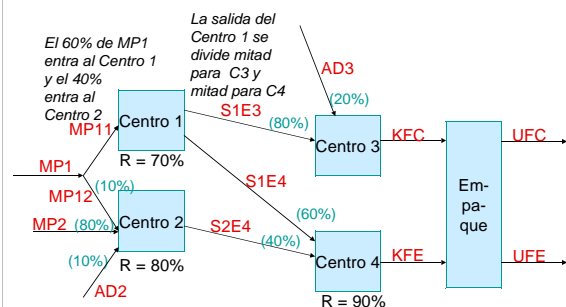 El 60% de MP1
entra al Centro 1
y el 40%
entra al
Centro 2
La salida del
Centro 1 se
divide mitad
para C3 y
mitad para C4
AD3
(20%)
MP11
Centro 1
R = 70%
S1E3
(80%)
Centro 3
KFC
UFC
MP1
MP12
(10%)
S1E4
(60%)
Em-
pa-
que
MP2
(80%)
Centro 2
S2E4
(40%)
(10%)
R = 80%
AD2
Centro 4
KFE
UFE
R = 90%